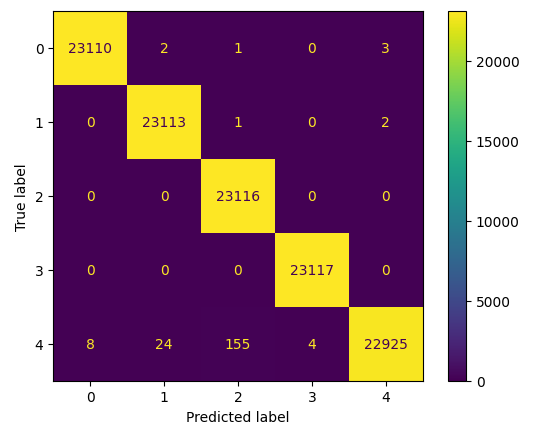 0 23110 2 1 0 3
1 0 23113 1 0 2
2 0 0 23116 0 0
3 0 0 0 23117 0
4 8 24 155 4 22925
0 1 2 3 4
Predicted label
True label
20000
15000
10000
5000
0